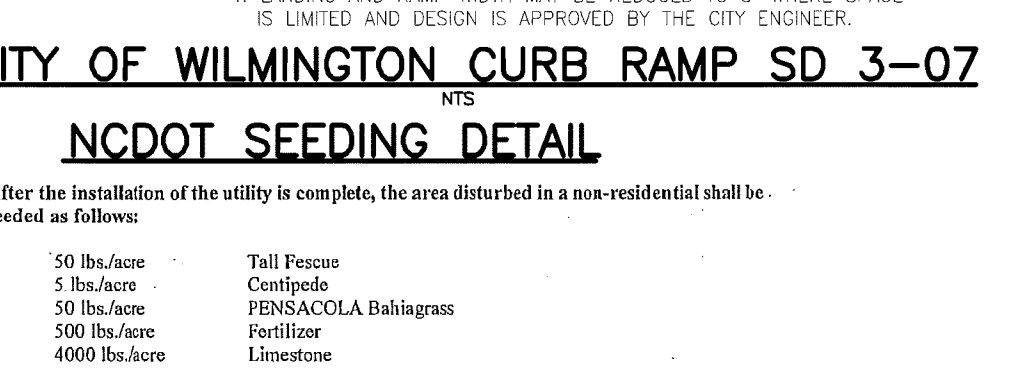 IS LIMITED AND DESIGN IS APPROVED BY THE CITY ENGINEER.
ITY OF WILMINGTON CURB RAMP SD 3-07
NTS
NCDOT SEEDING DETAIL
fter the installation of the utility is complete, the area disturbed in a non-residential shall be
eeded as follows:
50 lbs./acre Tall Fescue
5 lbs./acre Centipede
50 lbs./acre PENSACOLA Bahiagrass
500 lbs./acre Fertilizer
4000 lbs./acre Limestone